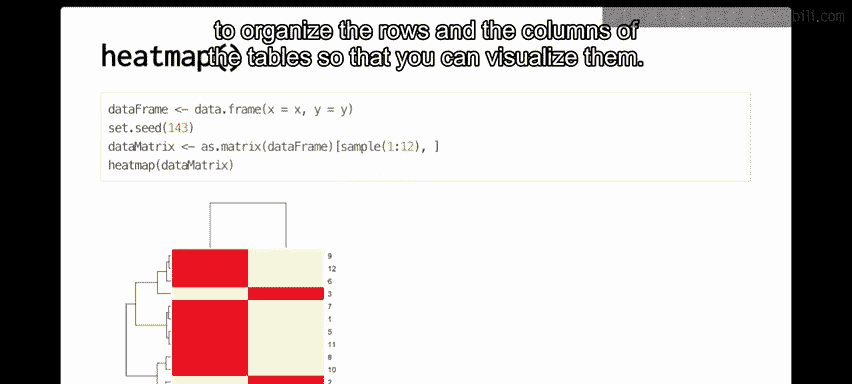 to organize the rows and the columns of
the tables so that you can visualize them.
heatmap()
dataFrame <- data.frame(x = x, y = y)
set.seed(143)
dataMatrix <- as.matrix(dataFrame)[sample(1:12), ]
heatmap(dataMatrix)
9
12
6
3
7
1
5
11
8
10
2